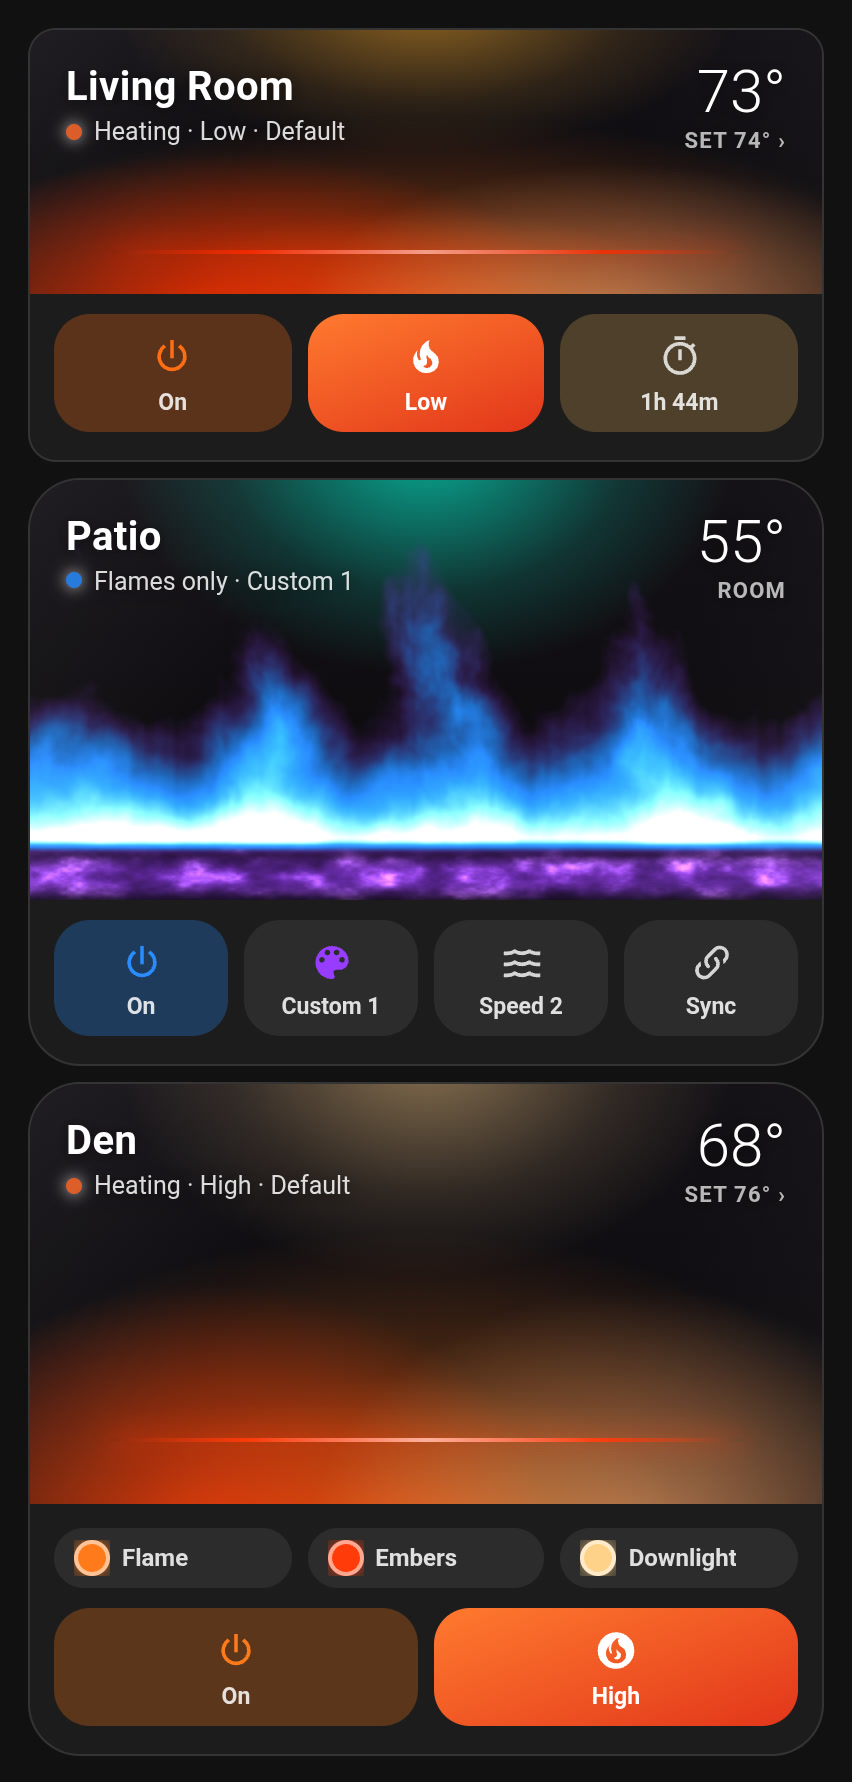 Living Room
73°
Heating · Low · Default
SET 74° ›
On
Low
1h 44m
Patio
55°
Flames only · Custom 1
ROOM
On
Custom 1
Speed 2
Sync
Den
68°
Heating · High · Default
SET 76° ›
Flame
Embers
Downlight
On
High